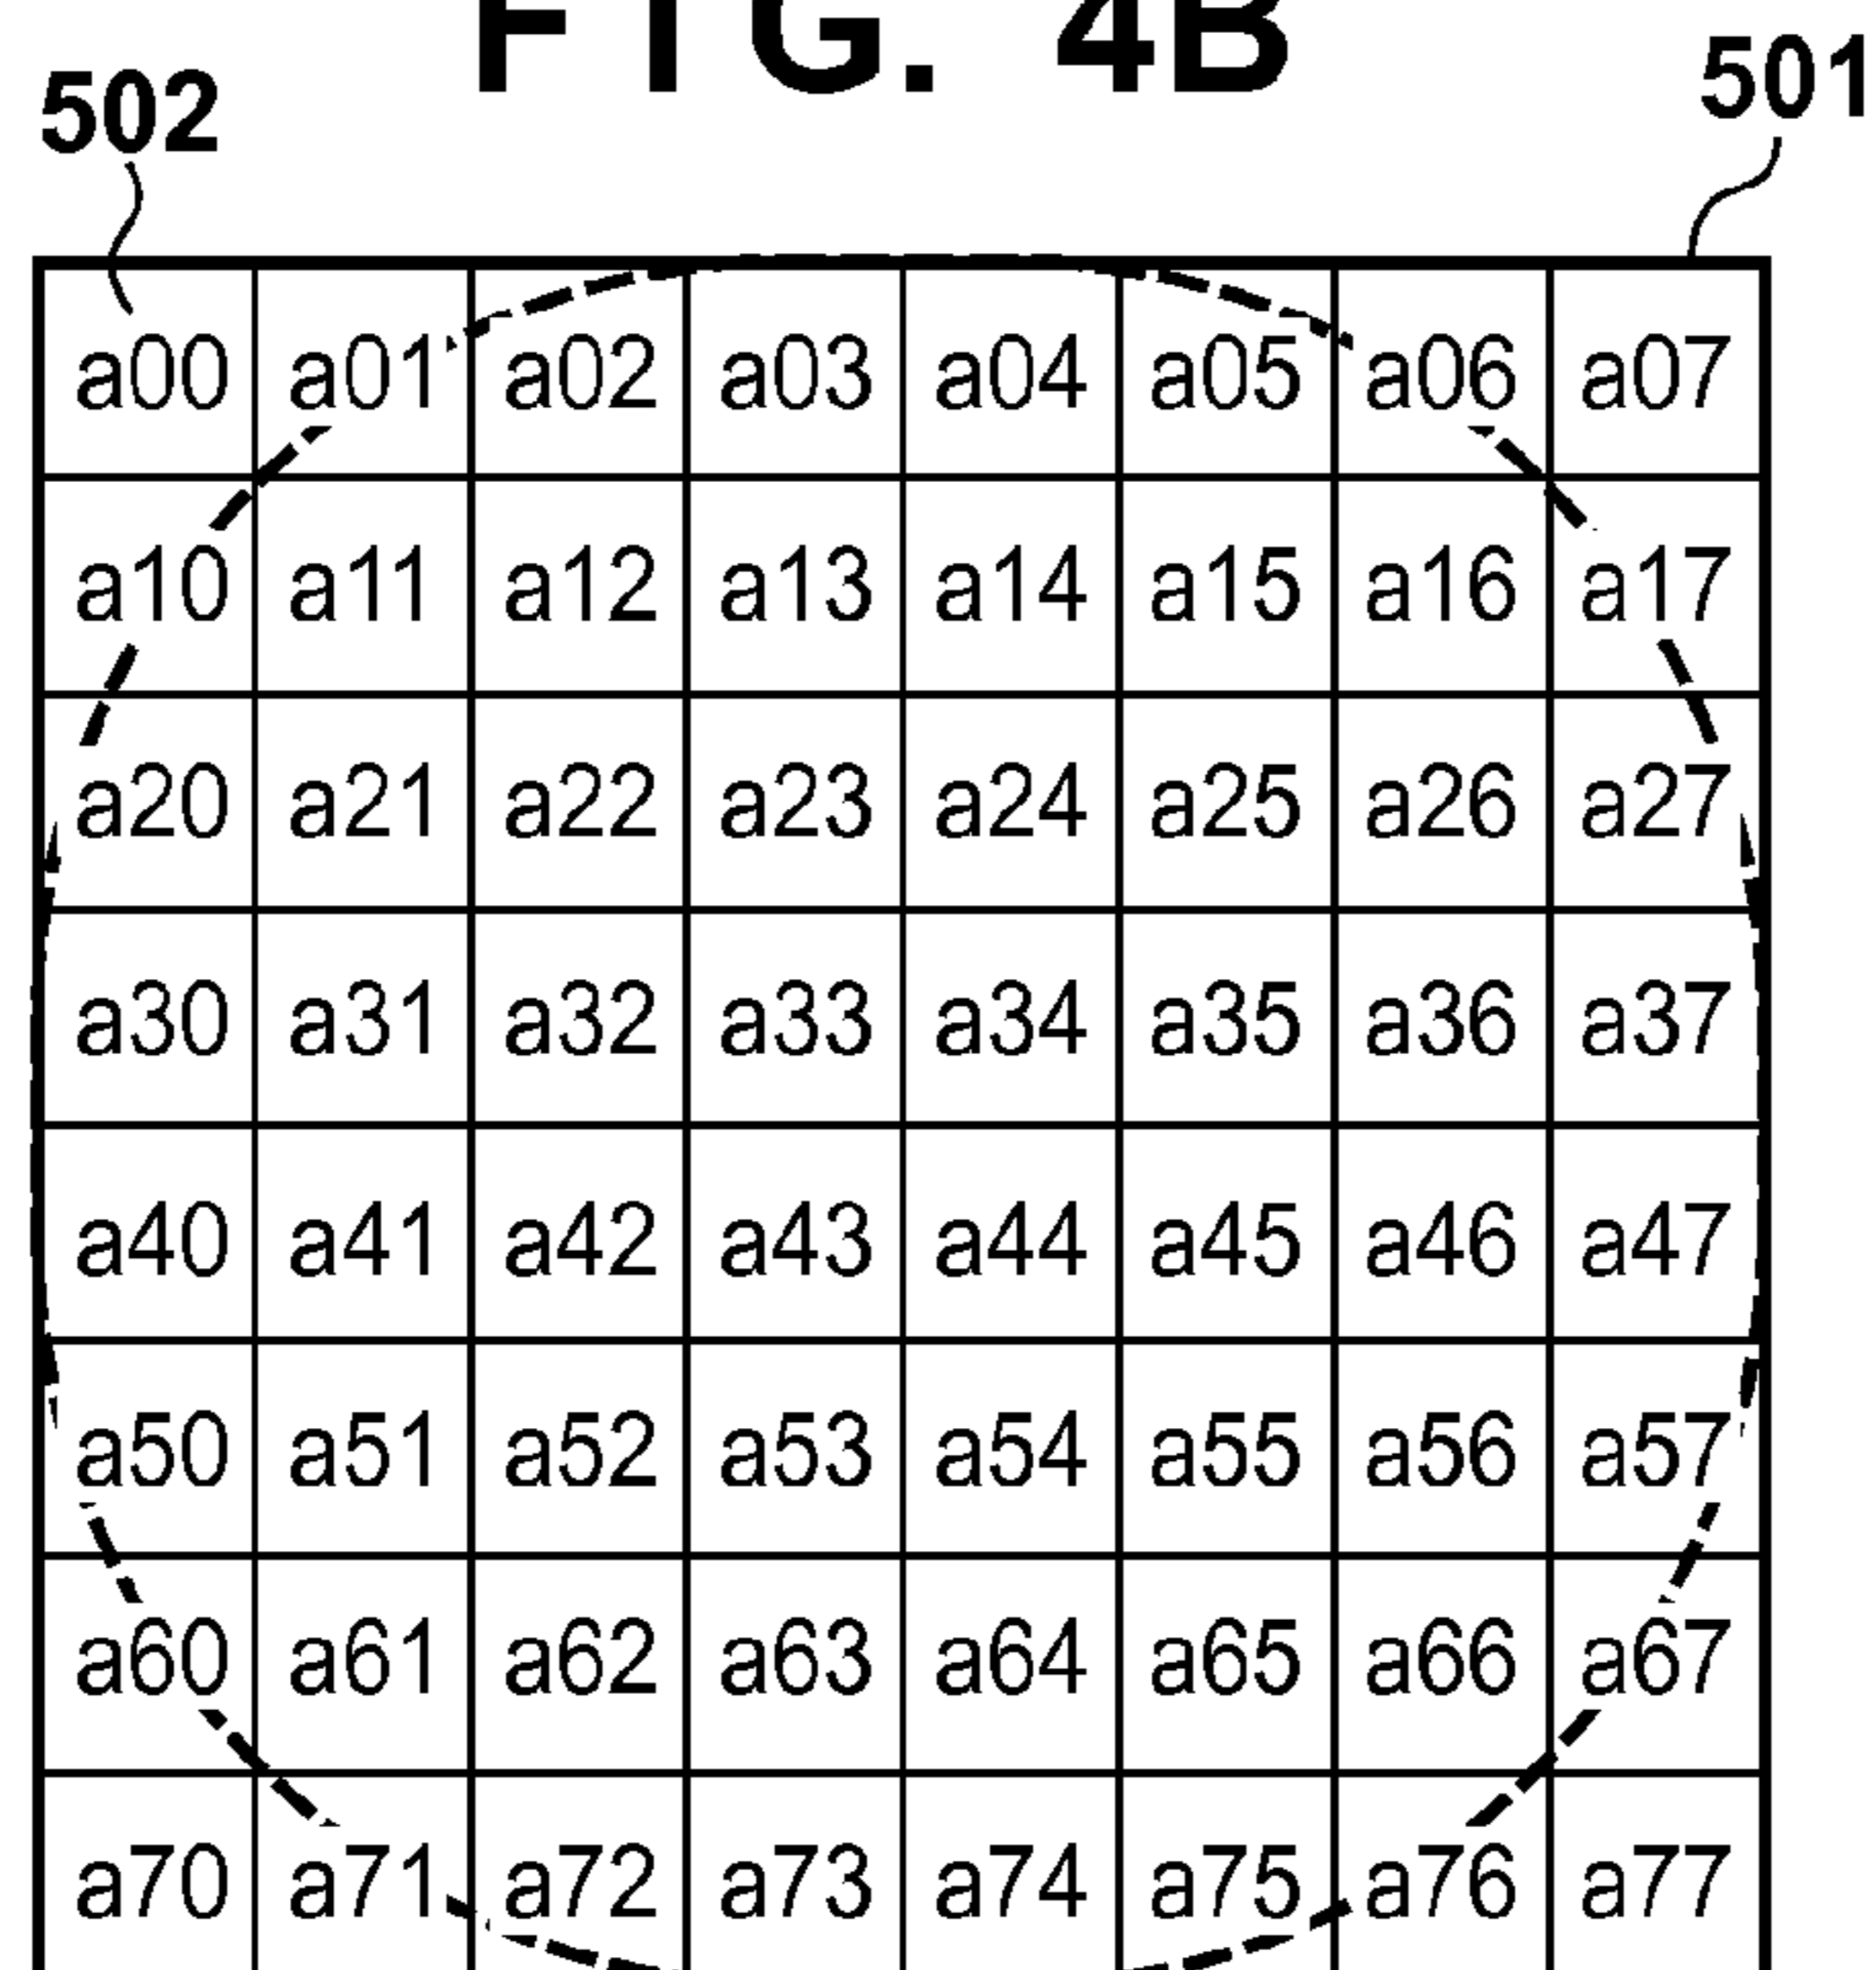 FIG. 4B
502 501
a00 a01 a02 a03 a04 a05 a06 a07
a10 a11 a12 a13 a14 a15 a16 a17
a20 a21 a22 a23 a24 a25 a26 a27
a30 a31 a32 a33 a34 a35 a36 a37
a40 a41 a42 a43 a44 a45 a46 a47
a50 a51 a52 a53 a54 a55 a56 a57
a60 a61 a62 a63 a64 a65 a66 a67
a70 a71 a72 a73 a74 a75 a76 a77